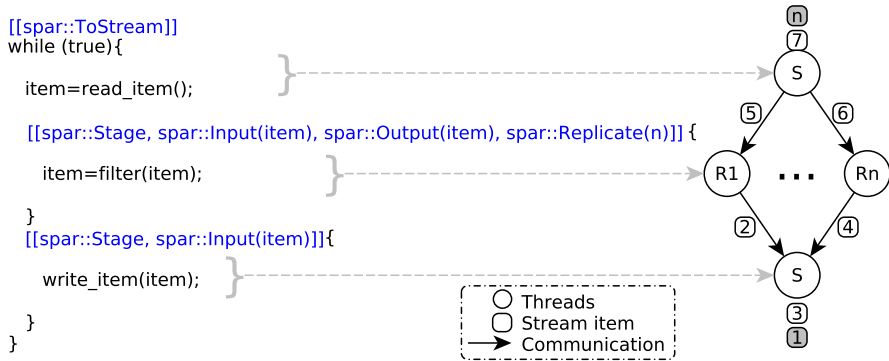 [[spar::ToStream]]
while (true){
item=read_item();
[[spar::Stage, spar::Input(item), spar::Output(item), spar::Replicate(n)]] {
item=filter(item);
}
[[spar::Stage, spar::Input(item)]]{
write_item(item);
}
}
n
7
S
5
6
R1
...
Rn
2
4
S
3
1
Threads
Stream item
Communication